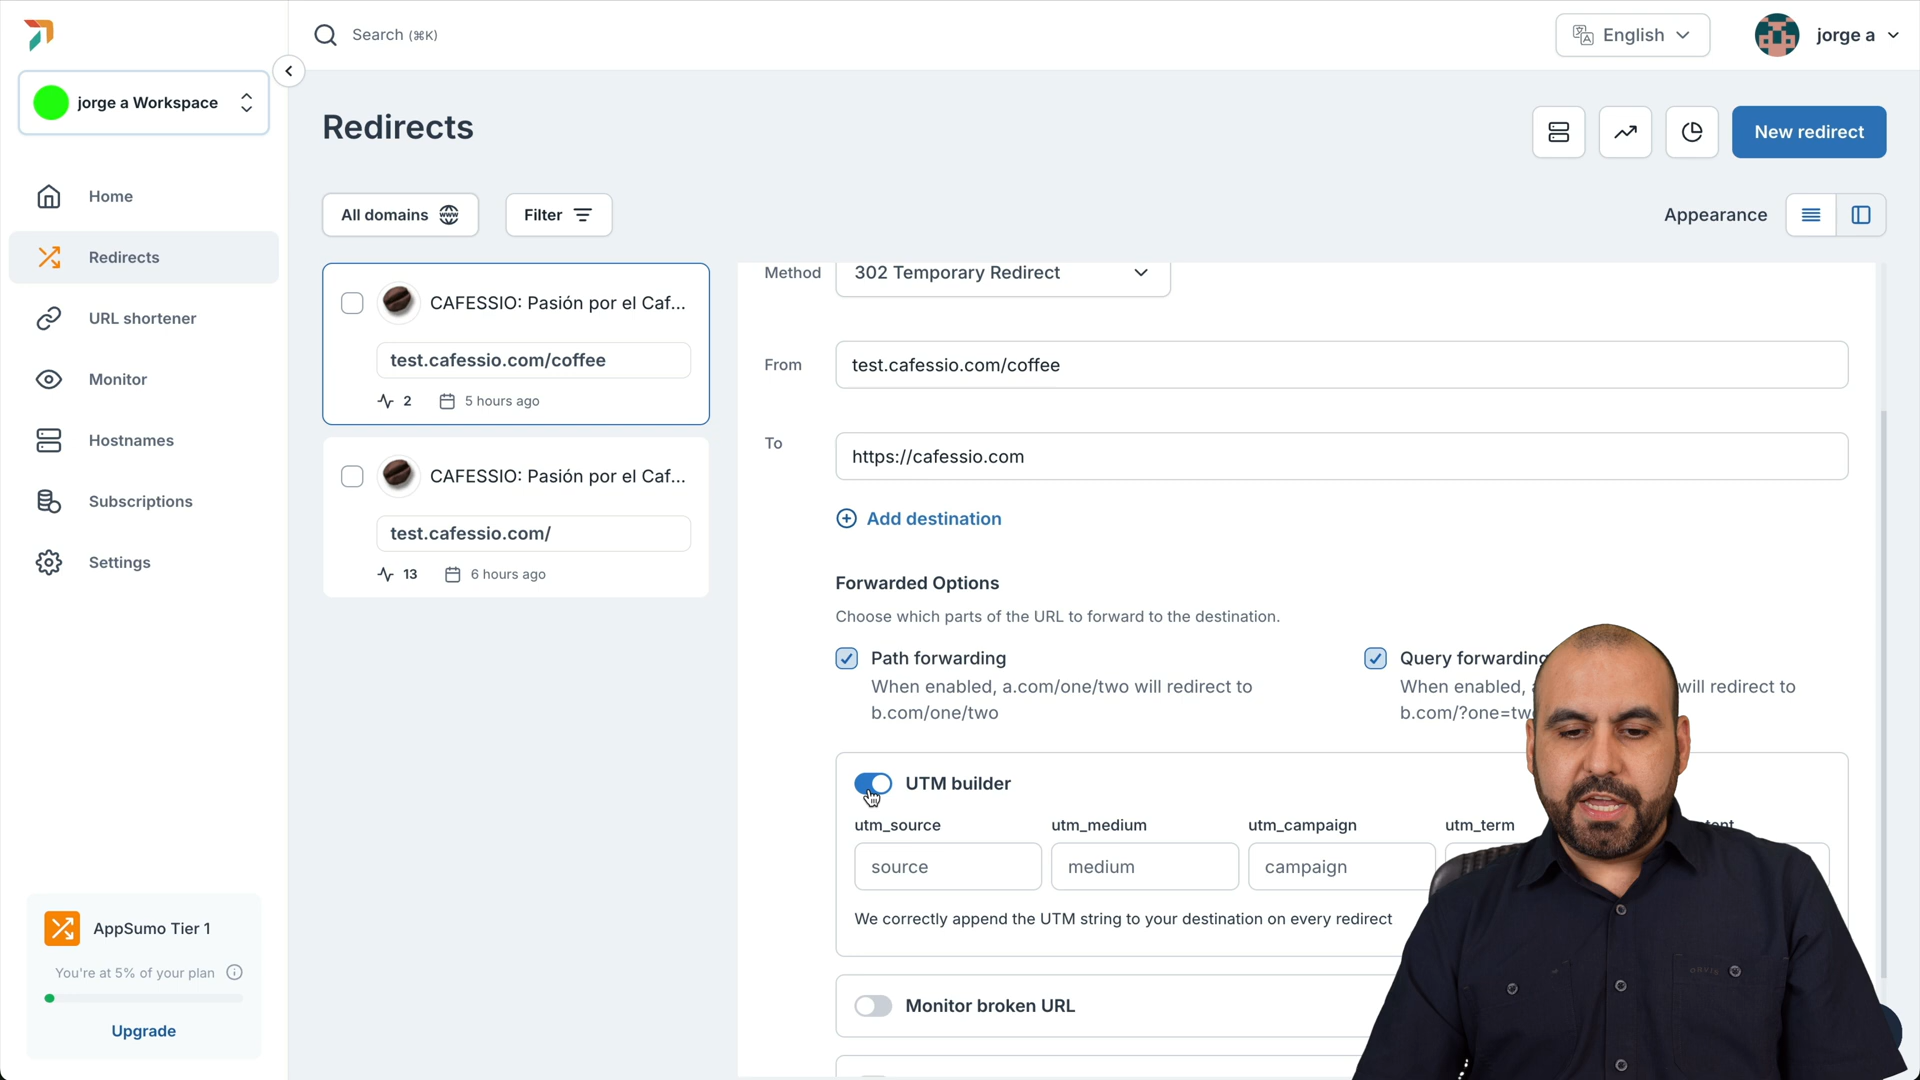 Search (⌘K)
English
jorge a
jorge a Workspace
Redirects
New redirect
Home
Redirects
URL shortener
Monitor
Hostnames
Subscriptions
Settings
All domains
Filter
Appearance
CAFESSIO: Pasión por el Caf...
test.cafessio.com/coffee
2
5 hours ago
CAFESSIO: Pasión por el Caf...
test.cafessio.com/
13
6 hours ago
Method
302 Temporary Redirect
From
test.cafessio.com/coffee
To
https://cafessio.com
Add destination
Forwarded Options
Choose which parts of the URL to forward to the destination.
Path forwarding
When enabled, a.com/one/two will redirect to
b.com/one/two
Query forwarding
When enabled, will redirect to
b.com/?one=tw
UTM builder
utm_source
utm_medium
utm_campaign
utm_term
source
medium
campaign
We correctly append the UTM string to your destination on every redirect
Monitor broken URL
AppSumo Tier 1
You're at 5% of your plan
Upgrade